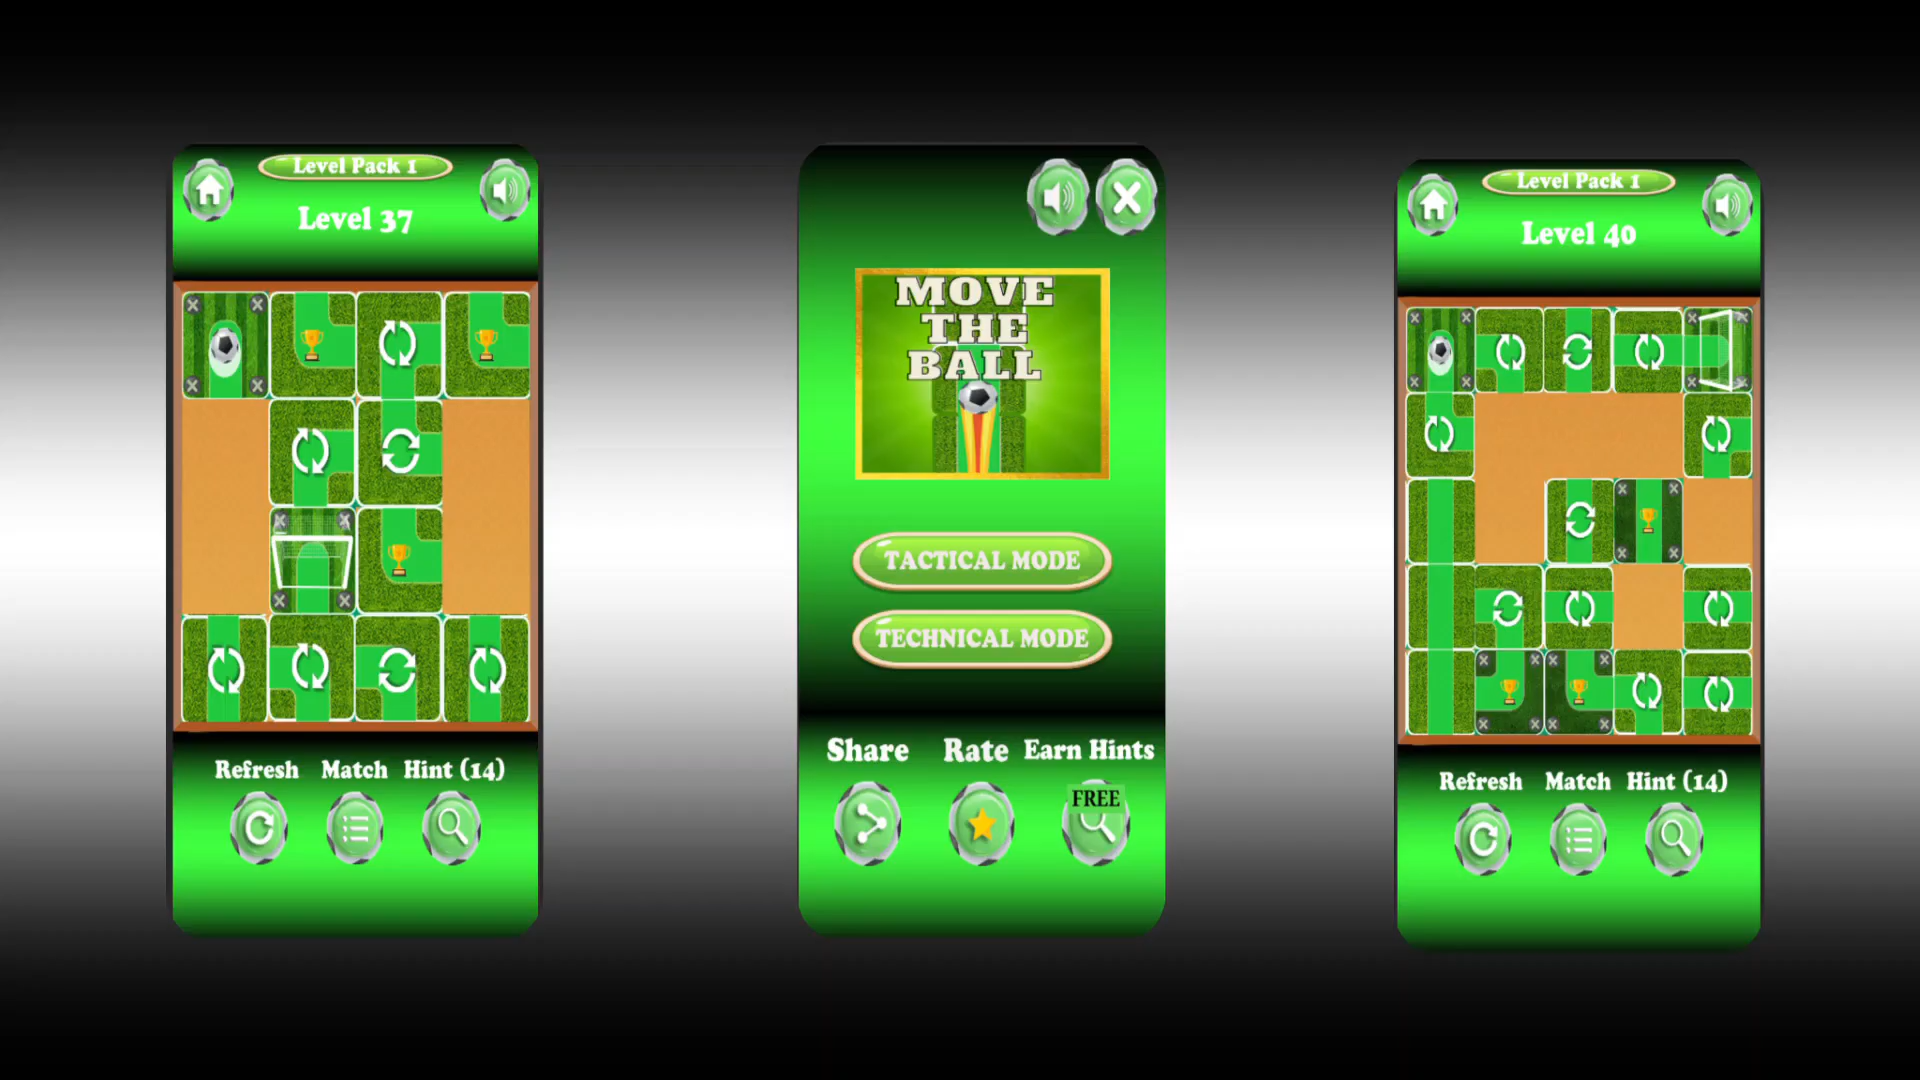 Level Pack 1
Level 37
Refresh Match Hint (14)
MOVE
THE
BALL
TACTICAL MODE
TECHNICAL MODE
Share Rate Earn Hints
FREE
Level Pack 1
Level 40
Refresh Match Hint (14)